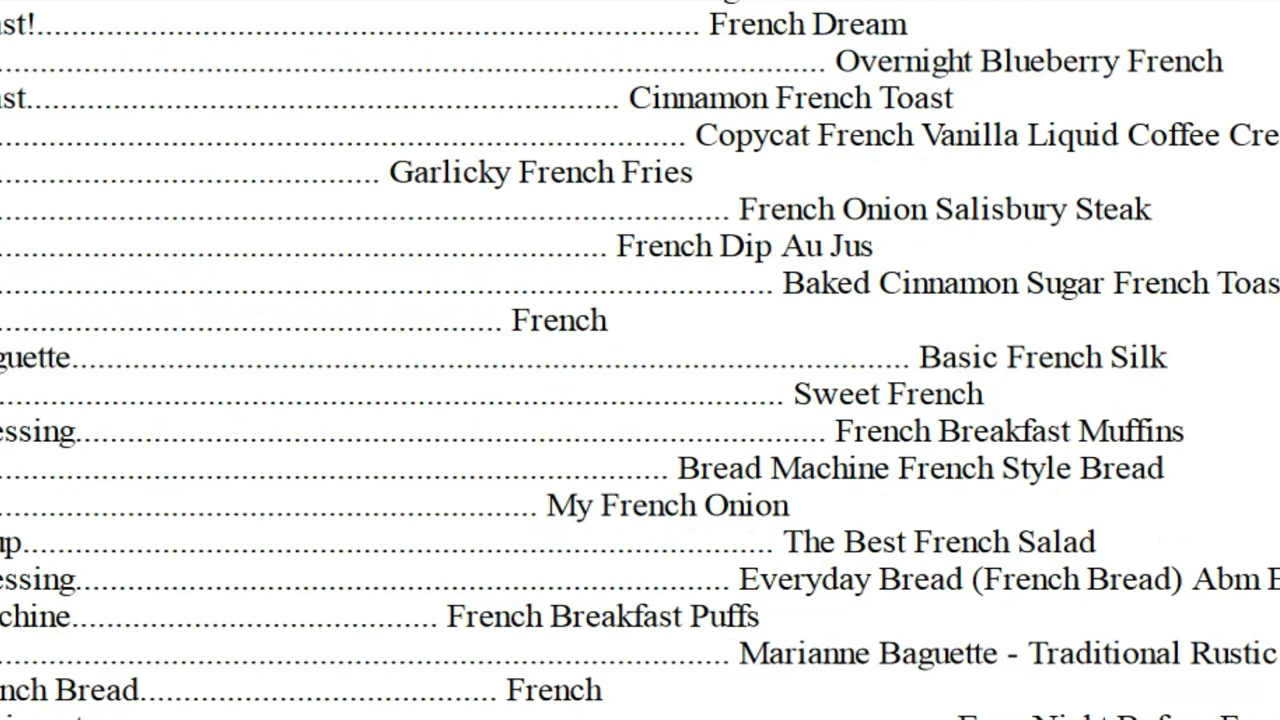 st!........................................................................ French Dream
......................................................................................... Overnight Blueberry French
st................................................................ Cinnamon French Toast
.......................................................................... Copycat French Vanilla Liquid Coffee Cre
......................................... Garlicky French Fries
............................................................................... French Onion Salisbury Steak
.................................................................. French Dip Au Jus
.................................................................................... Baked Cinnamon Sugar French Toas
...................................................... French
guette.......................................................................................... Basic French Silk
..................................................................................... Sweet French
essing................................................................................ French Breakfast Muffins
........................................................................ Bread Machine French Style Bread
.......................................................... My French Onion
up................................................................................. The Best French Salad
essing...................................................................... Everyday Bread (French Bread) Abm
chine....................................... French Breakfast Puffs
............................................................................... Marianne Baguette - Traditional Rustic
nch Bread...................................... French